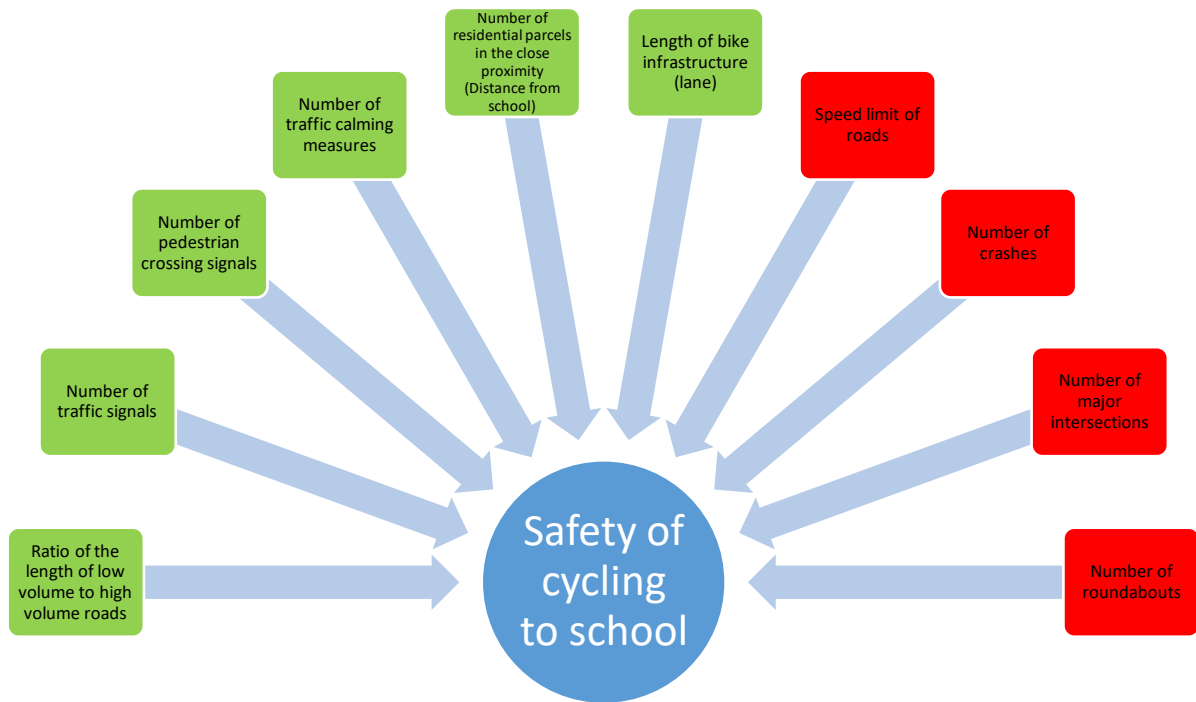 Number of
residential parcels
in the close
proximity
(Distance from
school)
Length of bike
infrastructure
(lane)
Number of
traffic calming
measures
Speed limit of
roads
Number of
pedestrian
crossing signals
Number of
crashes
Number of
traffic signals
Number of
major
intersections
Ratio of the
length of low
volume to high
volume roads
Safety of
cycling
to school
Number of
roundabouts